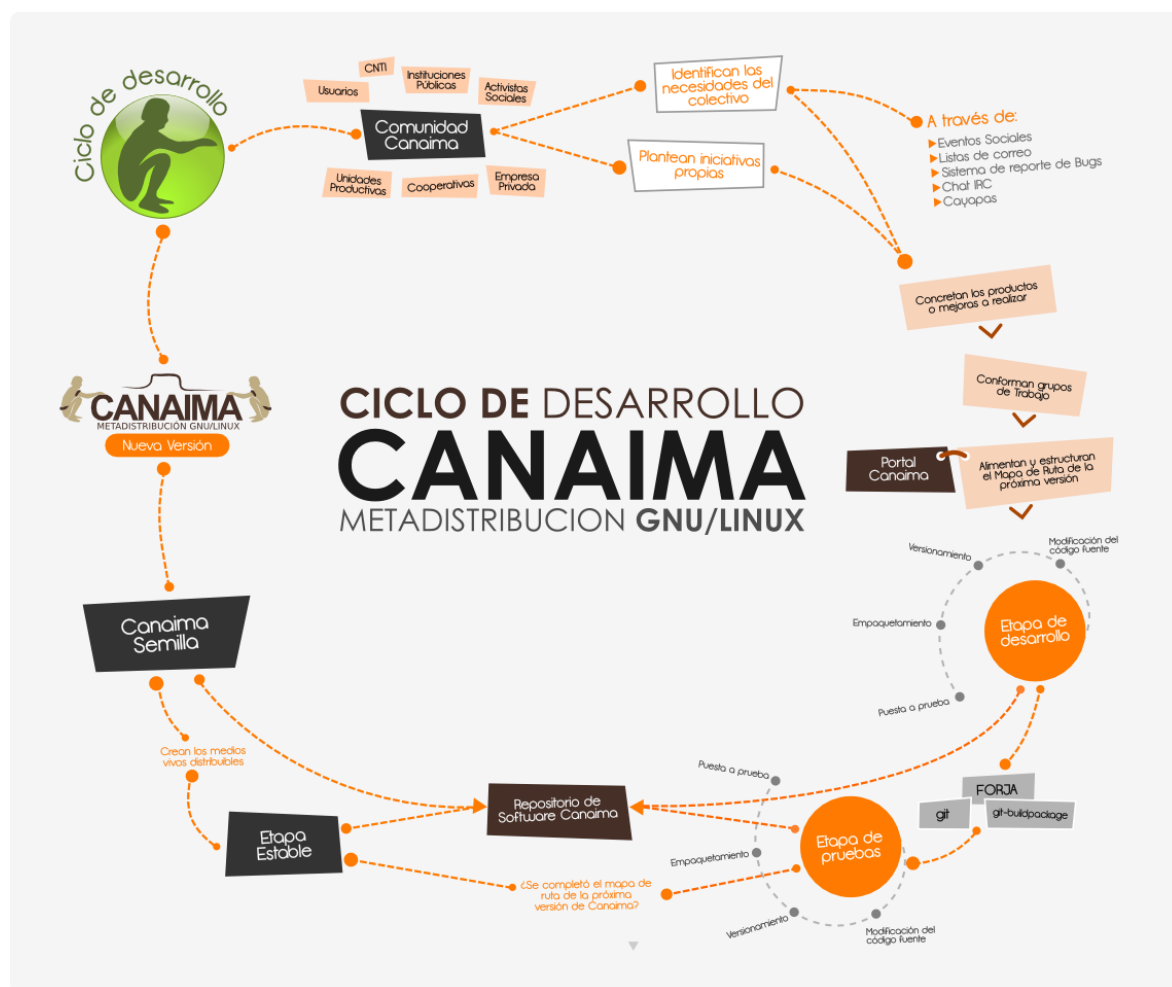 Ciclo de desarrollo
CNTI
Usuarios
Instituciones
Públicas
Activistas
Sociales
Comunidad
Canaima
Unidades
Productivas
Cooperativas
Empresa
Privada
Identifican las
necesidades del
colectivo
Plantean iniciativas
propias
A través de:
Eventos Sociales
Listas de correo
Sistema de reporte de Bugs
Chat IRC
Cayapas
Concretan los productos
o mejoras a realizar
Conforman grupos
de Trabajo
Portal
Canaima
Alimentan y estructuran
el Mapa de Ruta de la
próxima versión
CANAIMA
METADISTRIBUCIÓN GNU/LINUX
Nueva Versión
CICLO DE DESARROLLO
CANAIMA
METADISTRIBUCION GNU/LINUX
Modificación del
código fuente
Versionamiento
Empaquetamiento
Puesta a prueba
Etapa de
desarrollo
Canaima
Semilla
Crean los medios
vivos distribuibles
Etapa
Estable
Repositorio de
Software Canaima
FORJA
git
git-buildpackage
Puesta a prueba
Empaquetamiento
Versionamiento
Modificación del
código fuente
Etapa de
pruebas
¿Se completó el mapa de
ruta de la próxima
versión de Canaima?